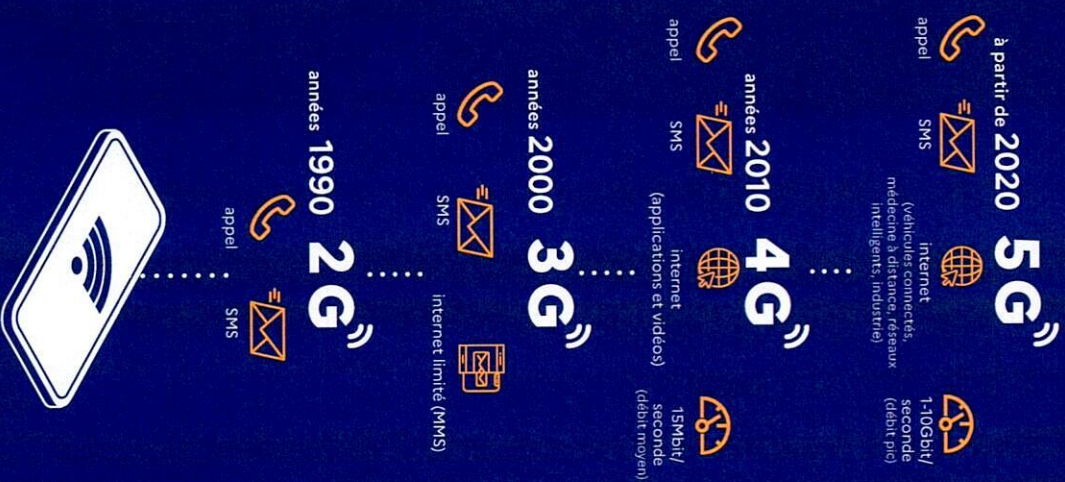 à partir de 2020 5G
appel
SMS
internet
(véhicules connectés,
médecine à distance, réseaux
intelligents, industrie)
1-10Gbit/
seconde
(débit pic)
années 2010 4G
appel
SMS
internet
(applications et vidéos)
15Mbit/
seconde
(débit moyen)
années 2000 3G
appel
SMS
internet limité (MMS)
années 1990 2G
appel
SMS